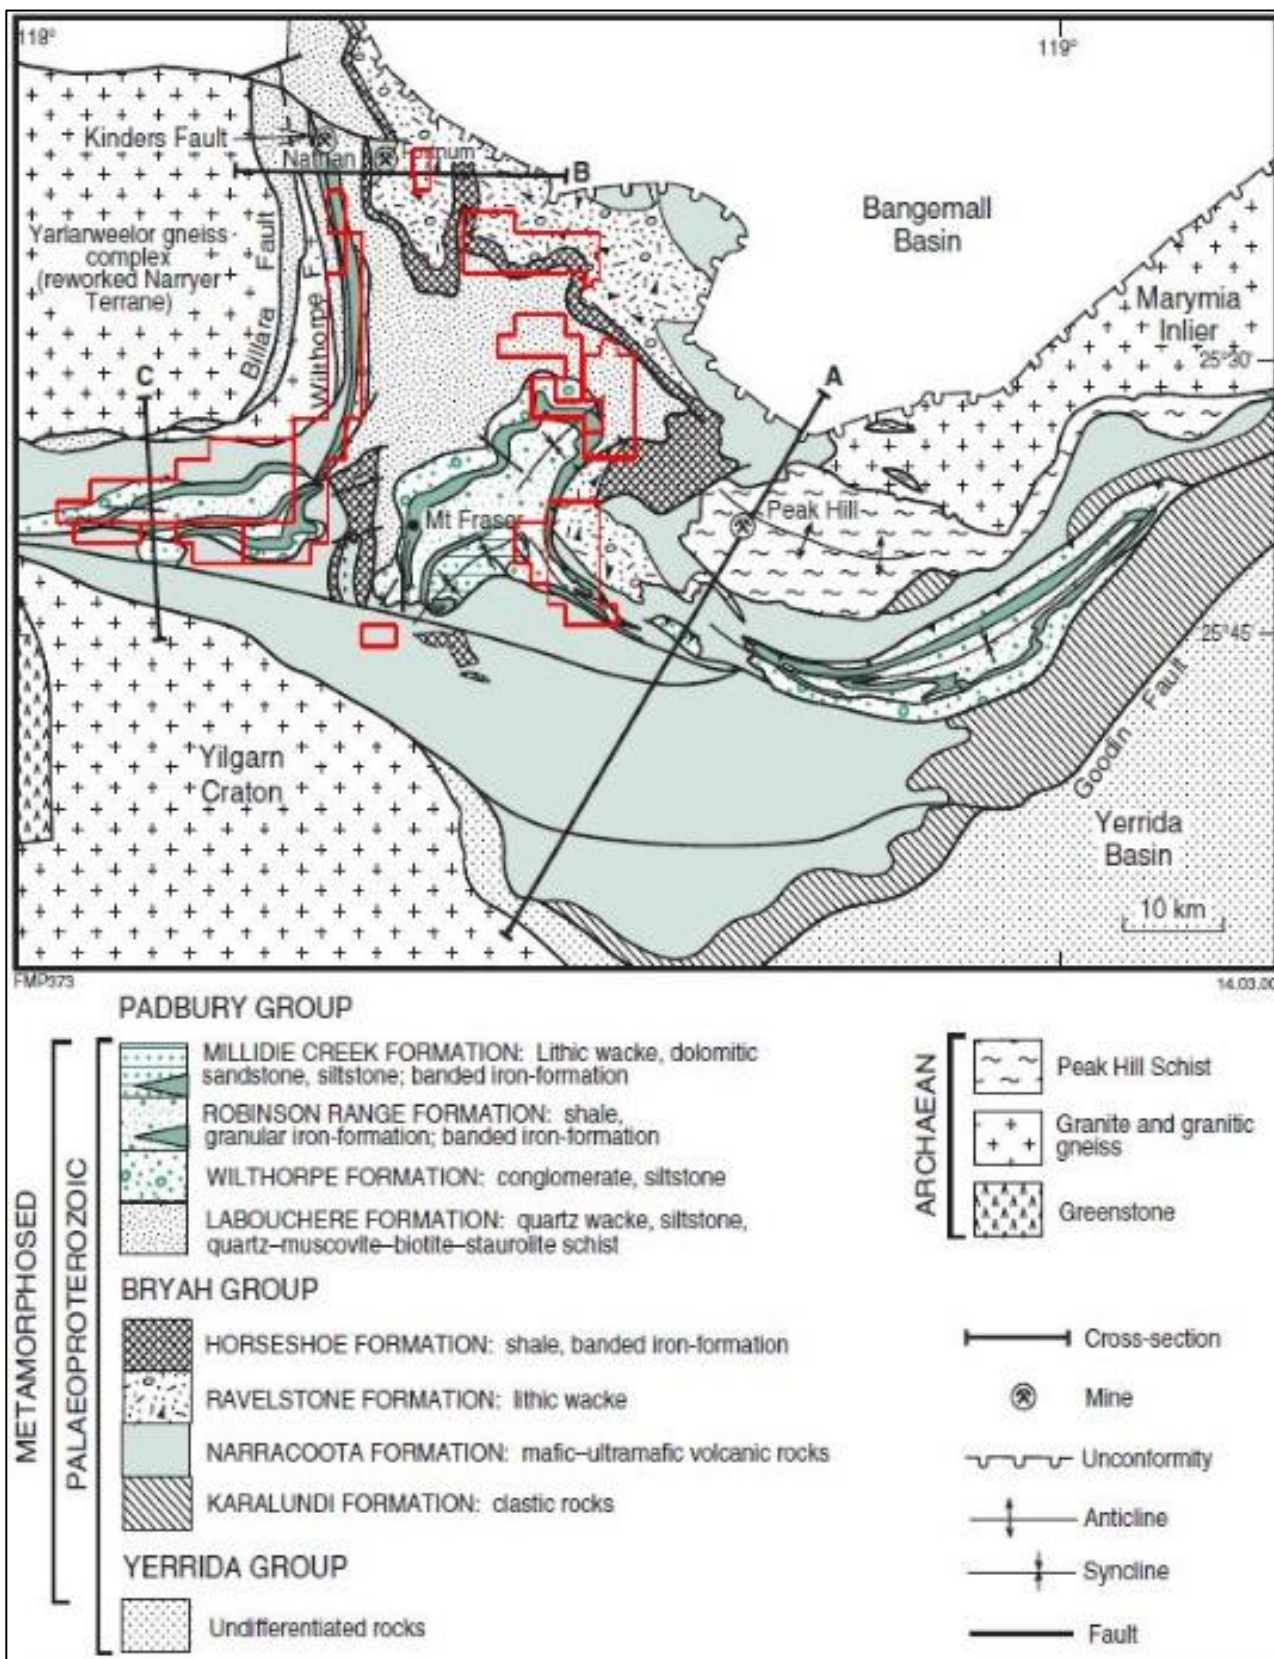 118°
119°
Kinders Fault
Nathan
B
Bangemall
Basin
Yarlarweelor gneiss
complex
(reworked Narryer
Terrane)
Billara Fault
Wilthorpe F
Marymia
Inlier
25°30'
C
A
Mt Fraser
Peak Hill
25°45'
Yilgarn
Craton
Goodin Fault
Yerrida
Basin
10 km
FMP373
14.03.00
PADBURY GROUP
MILLIDIE CREEK FORMATION: Lithic wacke, dolomitic
sandstone, siltstone; banded iron-formation
ROBINSON RANGE FORMATION: shale,
granular iron-formation; banded iron-formation
WILTHORPE FORMATION: conglomerate, siltstone
LABOUCHERE FORMATION: quartz wacke, siltstone,
quartz–muscovite–biotite–staurolite schist
BRYAH GROUP
HORSESHOE FORMATION: shale, banded iron-formation
RAVELSTONE FORMATION: lithic wacke
NARRACOOTA FORMATION: mafic–ultramafic volcanic rocks
KARALUNDI FORMATION: clastic rocks
YERRIDA GROUP
Undifferentiated rocks
METAMORPHOSED
PALAEOPROTEROZOIC
ARCHAEAN
Peak Hill Schist
Granite and granitic
gneiss
Greenstone
Cross-section
Mine
Unconformity
Anticline
Syncline
Fault